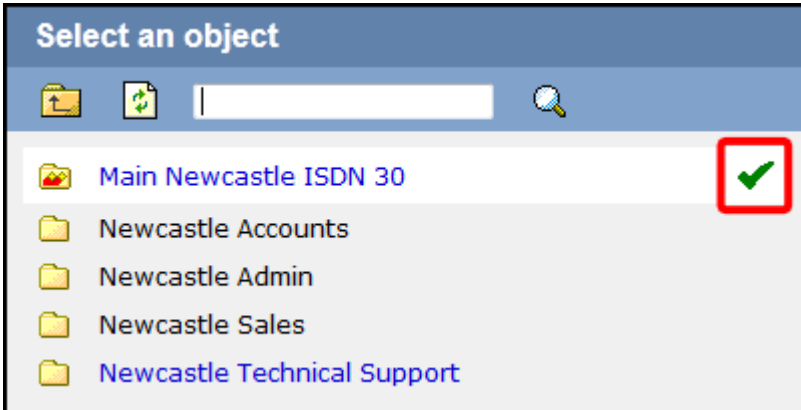 Select an object
Main Newcastle ISDN 30
Newcastle Accounts
Newcastle Admin
Newcastle Sales
Newcastle Technical Support